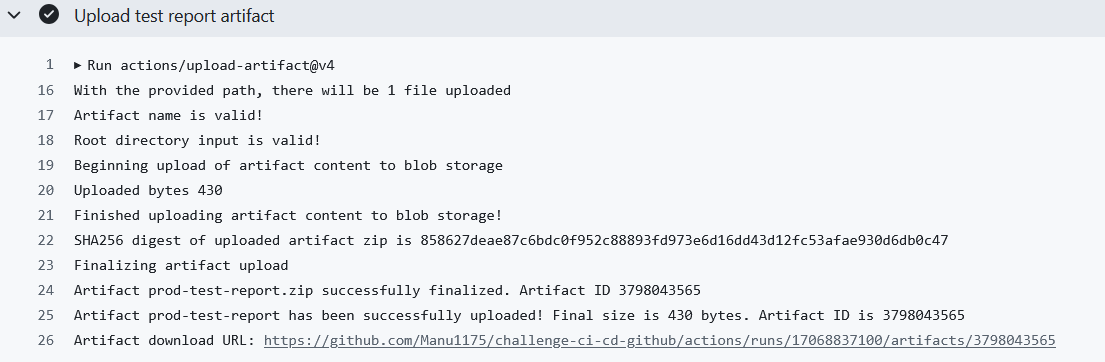 Upload test report artifact
1 ▶ Run actions/upload-artifact@v4
16 With the provided path, there will be 1 file uploaded
17 Artifact name is valid!
18 Root directory input is valid!
19 Beginning upload of artifact content to blob storage
20 Uploaded bytes 430
21 Finished uploading artifact content to blob storage!
22 SHA256 digest of uploaded artifact zip is 858627deae87c6bdc0f952c88893fd973e6d16dd43d12fc53afae930d6db0c47
23 Finalizing artifact upload
24 Artifact prod-test-report.zip successfully finalized. Artifact ID 3798043565
25 Artifact prod-test-report has been successfully uploaded! Final size is 430 bytes. Artifact ID is 3798043565
26 Artifact download URL: https://github.com/Manu1175/challenge-ci-cd-github/actions/runs/17068837100/artifacts/3798043565